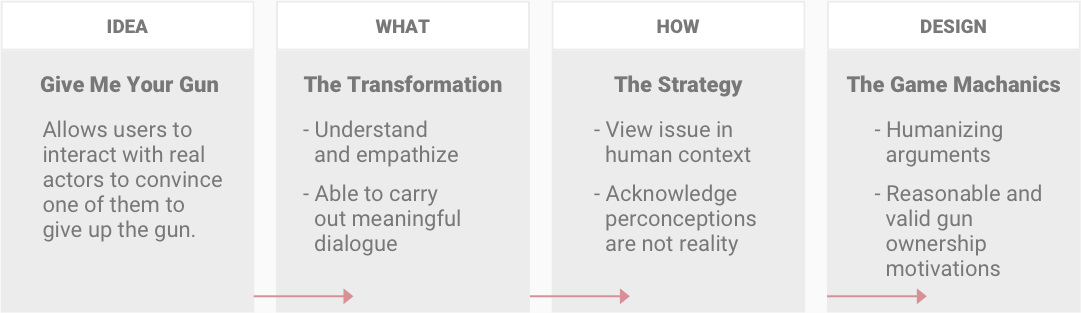 IDEA
Give Me Your Gun
Allows users to
interact with real
actors to convince
one of them to
give up the gun.
WHAT
The Transformation
- Understand
and empathize
- Able to carry
out meaningful
dialogue
HOW
The Strategy
- View issue in
human context
- Acknowledge
perconceptions
are not reality
DESIGN
The Game Machanics
- Humanizing
arguments
- Reasonable and
valid gun
ownership
motivations